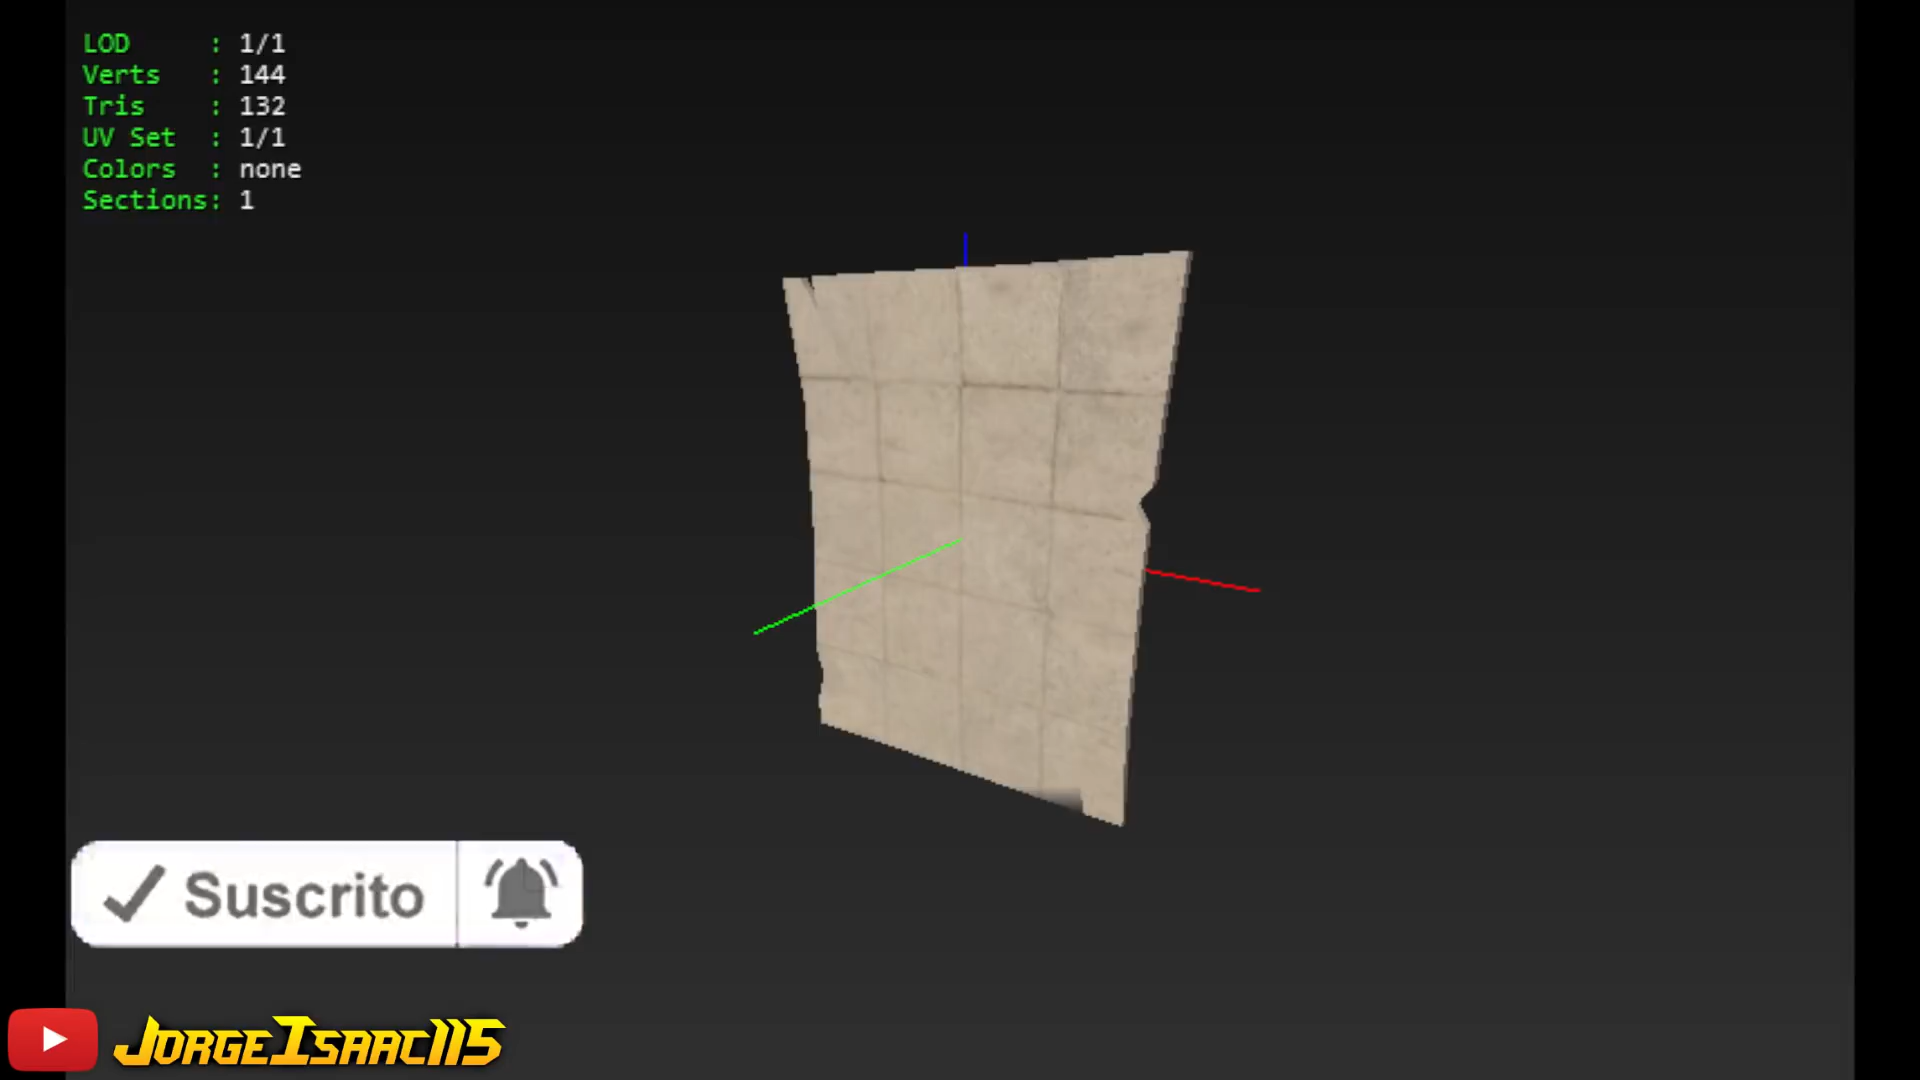 LOD : 1/1
Verts : 144
Tris : 132
UV Set : 1/1
Colors : none
Sections: 1
Suscrito
JORGEISAAC115